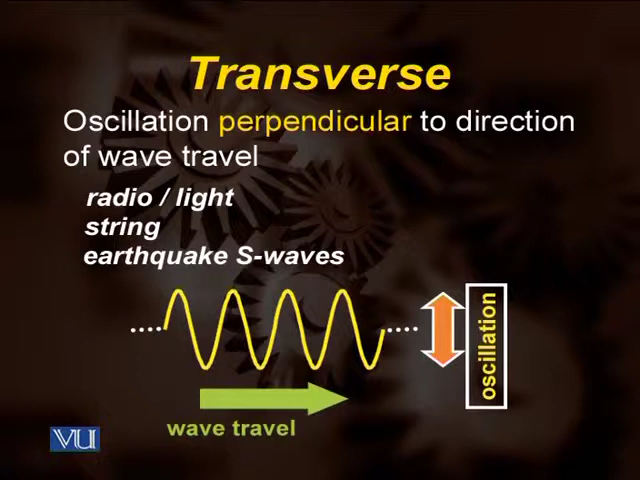 Transverse
Oscillation perpendicular to direction
of wave travel
radio / light
string
earthquake S-waves
....
....
oscillation
wave travel
VU